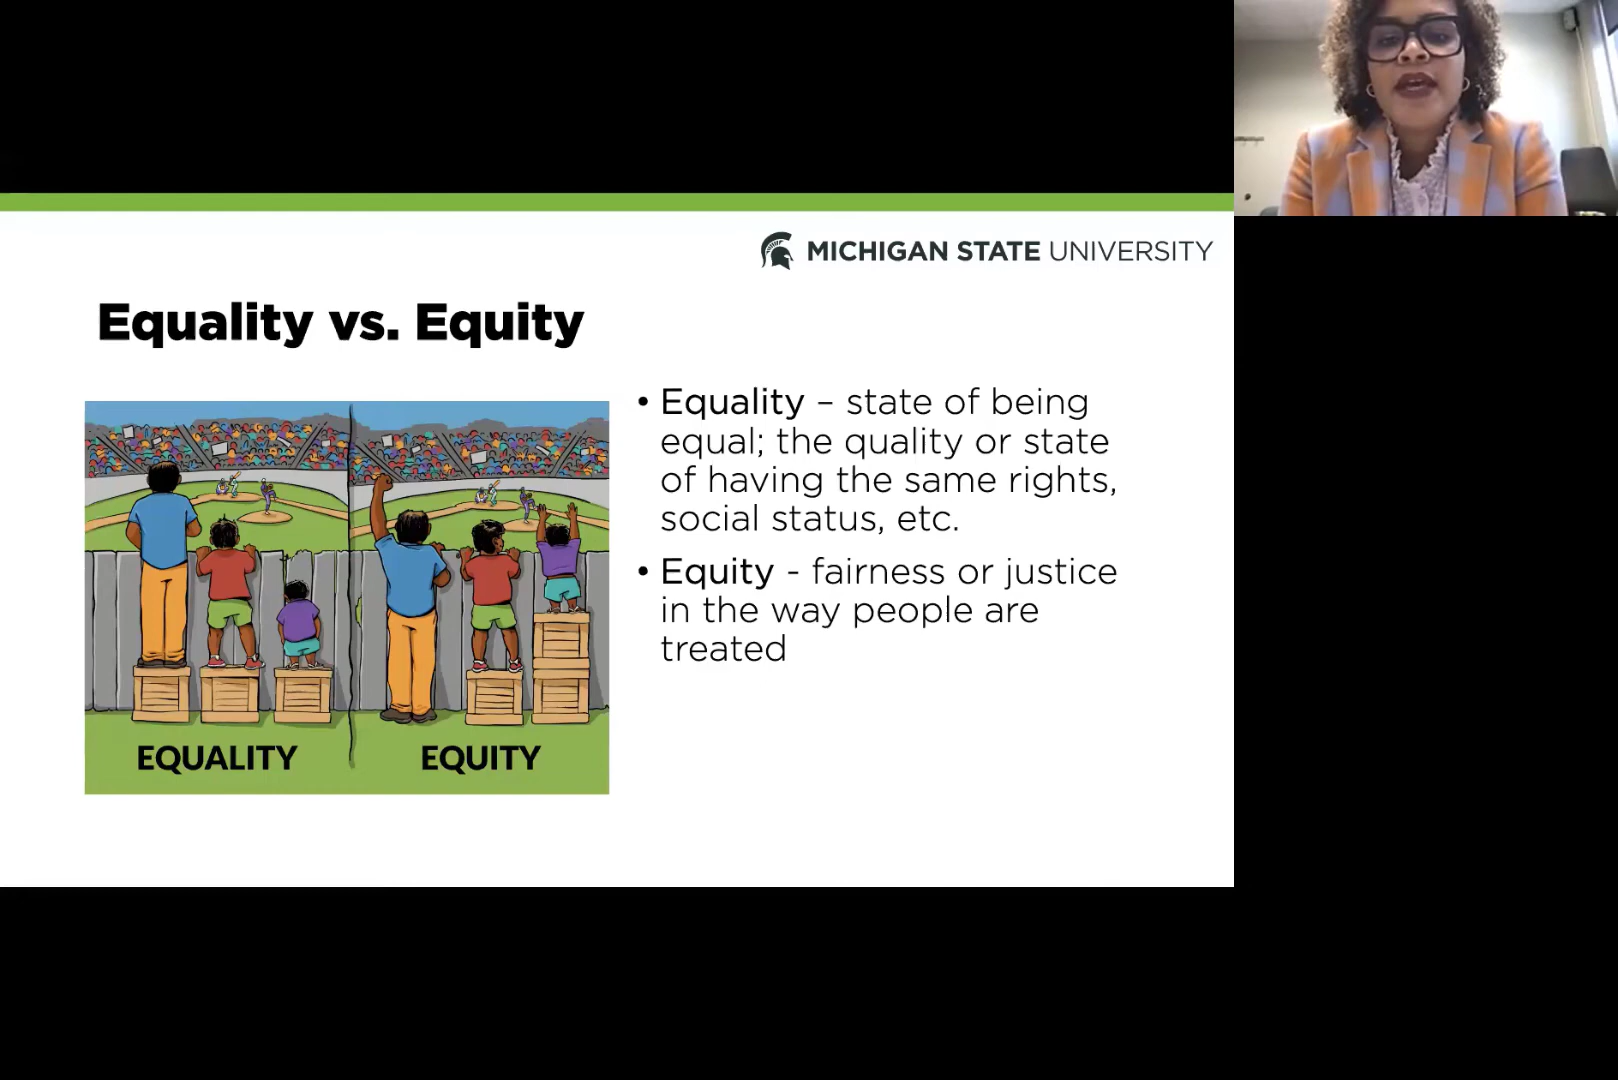 MICHIGAN STATE UNIVERSITY
Equality vs. Equity
• Equality – state of being
equal; the quality or state
of having the same rights,
social status, etc.
• Equity - fairness or justice
in the way people are
treated
EQUALITY
EQUITY